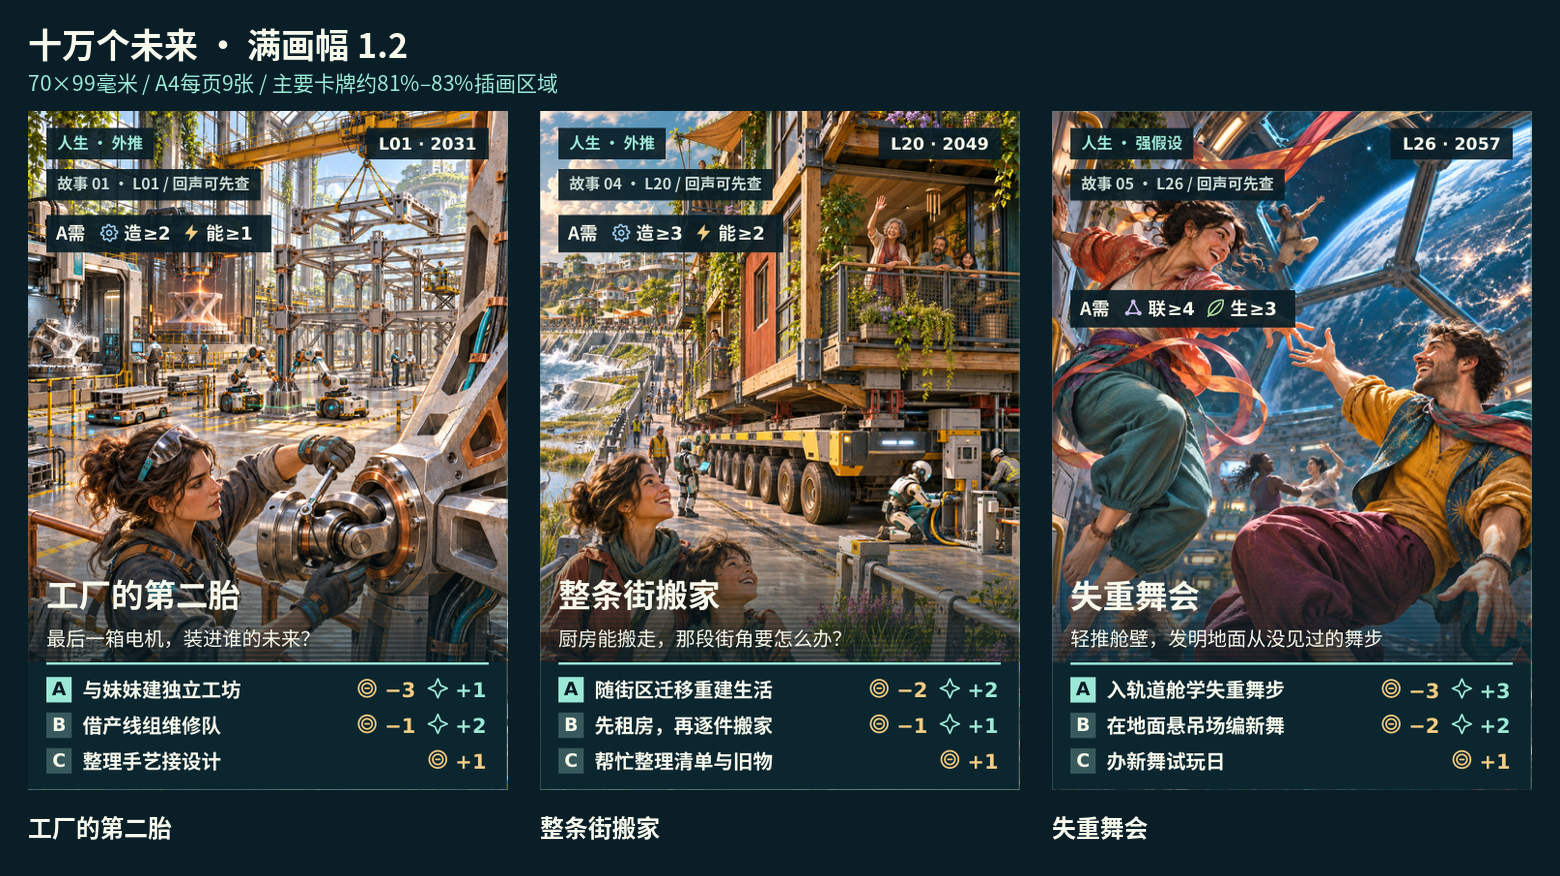 十万个未来 · 满画幅 1.2
70×99毫米 / A4每页9张 / 主要卡牌约81%–83%插画区域
人生 · 外推
L01 · 2031
故事 01 · L01 / 回声可先查
A需 造≥2 能≥1
工厂的第二胎
最后一箱电机，装进谁的未来？
A 与妹妹建独立工坊 −3 +1
B 借产线组维修队 −1 +2
C 整理手艺接设计 +1
工厂的第二胎
人生 · 外推
L20 · 2049
故事 04 · L20 / 回声可先查
A需 造≥3 能≥2
整条街搬家
厨房能搬走，那段街角要怎么办？
A 随街区迁移重建生活 −2 +2
B 先租房，再逐件搬家 −1 +1
C 帮忙整理清单与旧物 +1
整条街搬家
人生 · 强假设
L26 · 2057
故事 05 · L26 / 回声可先查
A需 联≥4 生≥3
失重舞会
轻推舱壁，发明地面从没见过的舞步
A 入轨道舱学失重舞步 −3 +3
B 在地面悬吊场编新舞 −2 +2
C 办新舞试玩日 +1
失重舞会